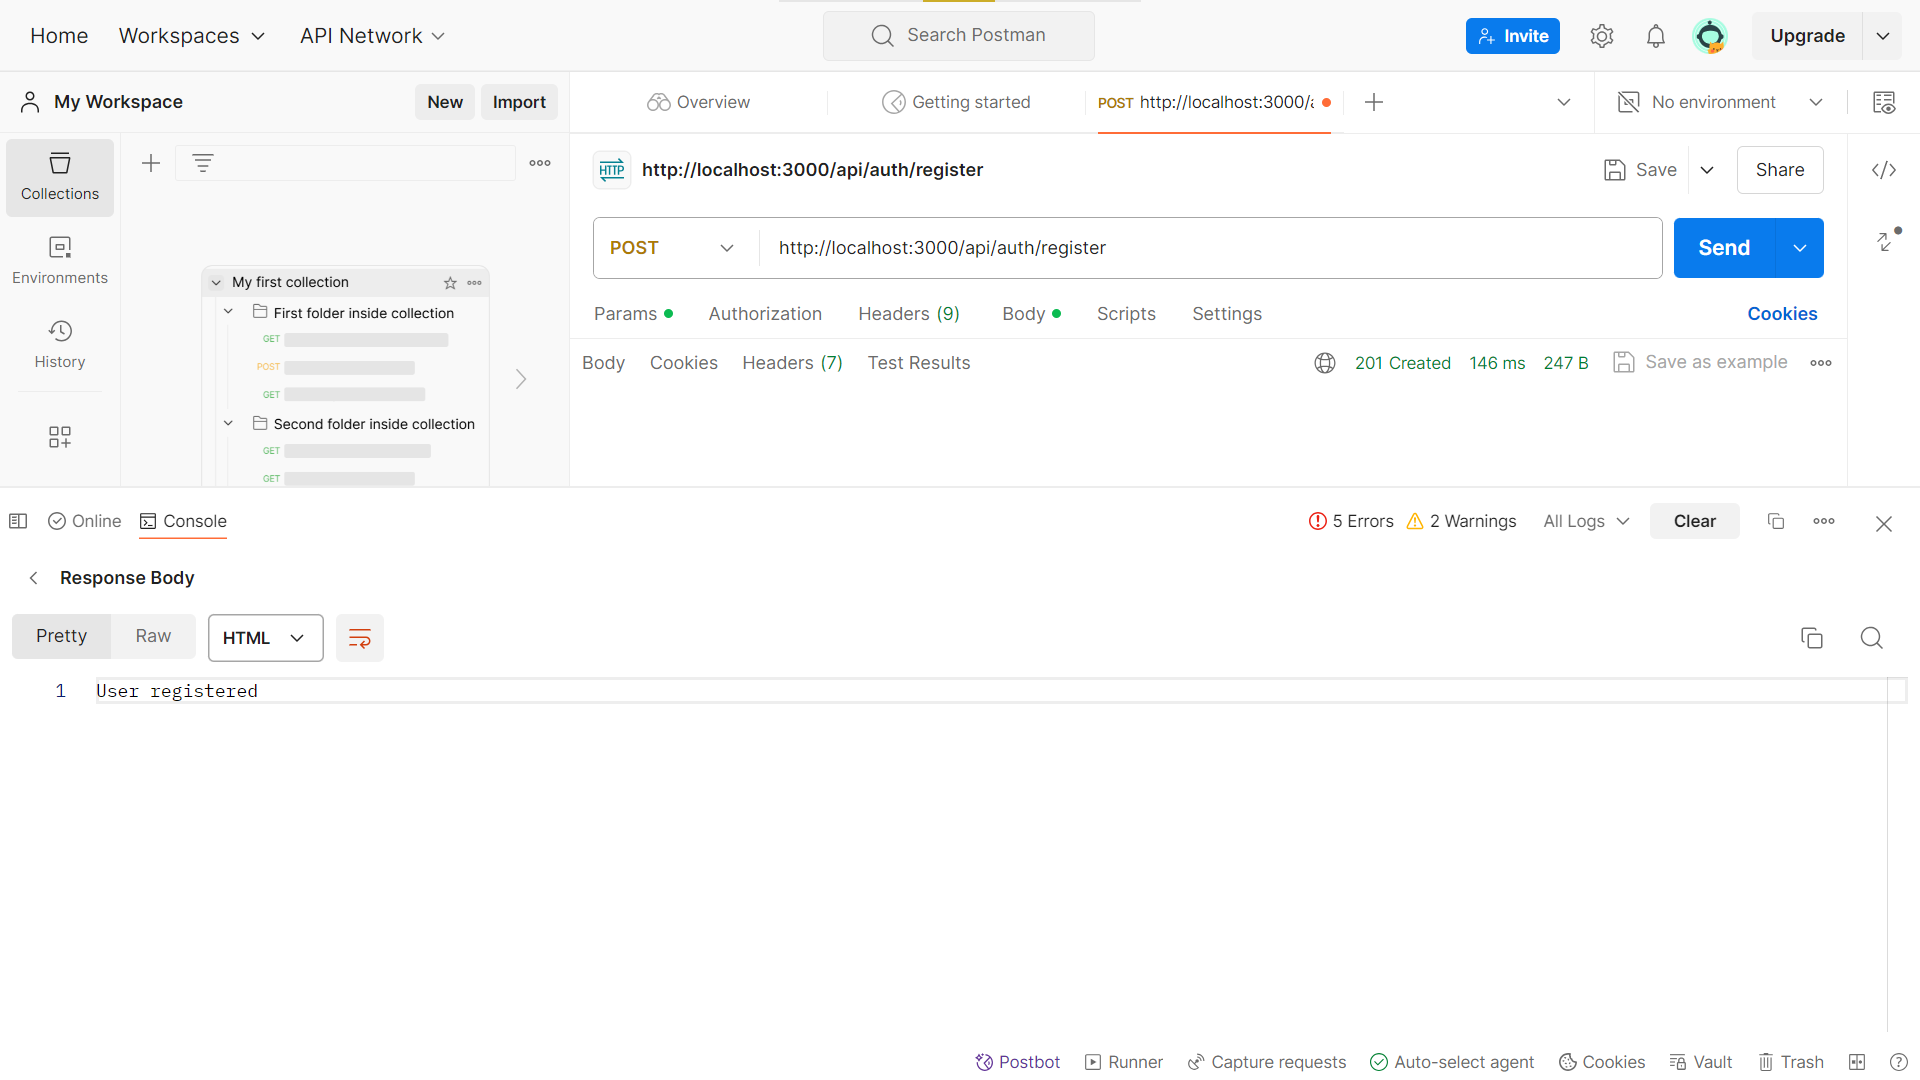 Home Workspaces API Network Search Postman Invite Upgrade
My Workspace New Import Overview Getting started POST http://localhost:3000/a No environment
Collections
Environments
History
My first collection
First folder inside collection
GET
POST
GET
Second folder inside collection
GET
GET
HTTP http://localhost:3000/api/auth/register Save Share
POST http://localhost:3000/api/auth/register Send
Params Authorization Headers (9) Body Scripts Settings Cookies
Body Cookies Headers (7) Test Results 201 Created 146 ms 247 B Save as example
Online Console 5 Errors 2 Warnings All Logs Clear
Response Body
Pretty Raw HTML
1 User registered
Postbot Runner Capture requests Auto-select agent Cookies Vault Trash